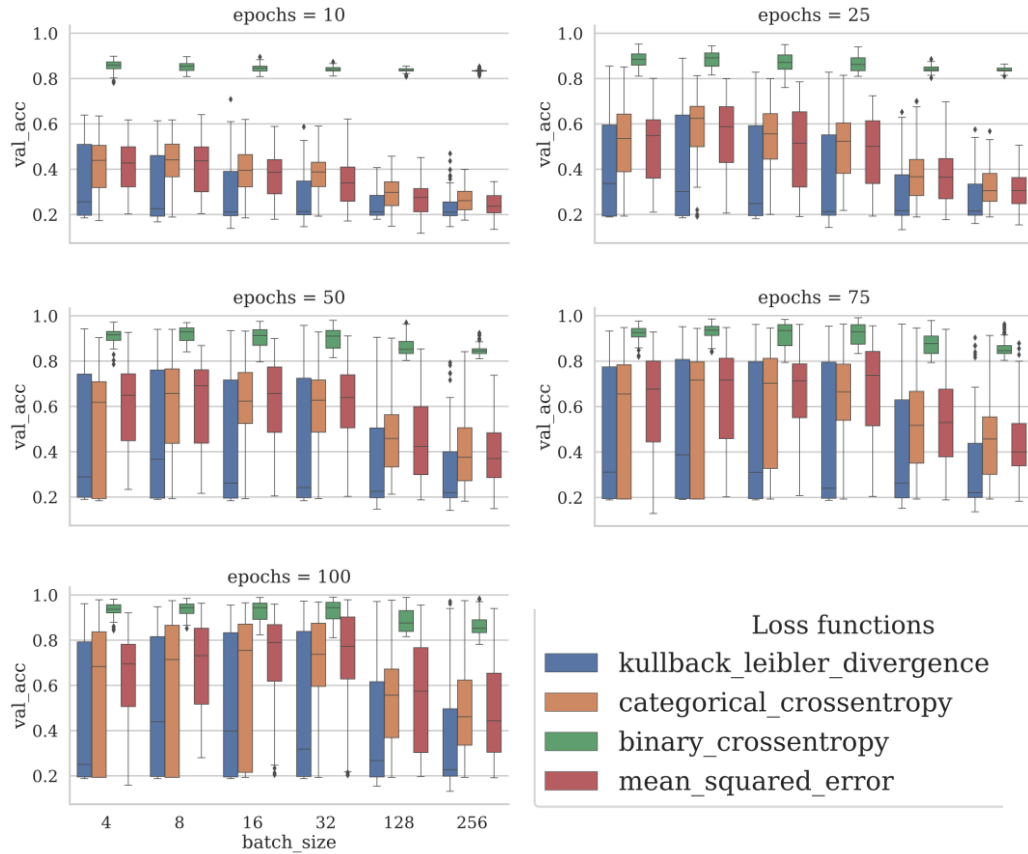 epochs = 10
1.0
0.8
0.6
0.4
0.2
val_acc
epochs = 25
1.0
0.8
0.6
0.4
0.2
val_acc
epochs = 50
1.0
0.8
0.6
0.4
0.2
val_acc
epochs = 75
1.0
0.8
0.6
0.4
0.2
val_acc
epochs = 100
1.0
0.8
0.6
0.4
0.2
val_acc
4 8 16 32 128 256
batch_size
Loss functions
kullback_leibler_divergence
categorical_crossentropy
binary_crossentropy
mean_squared_error